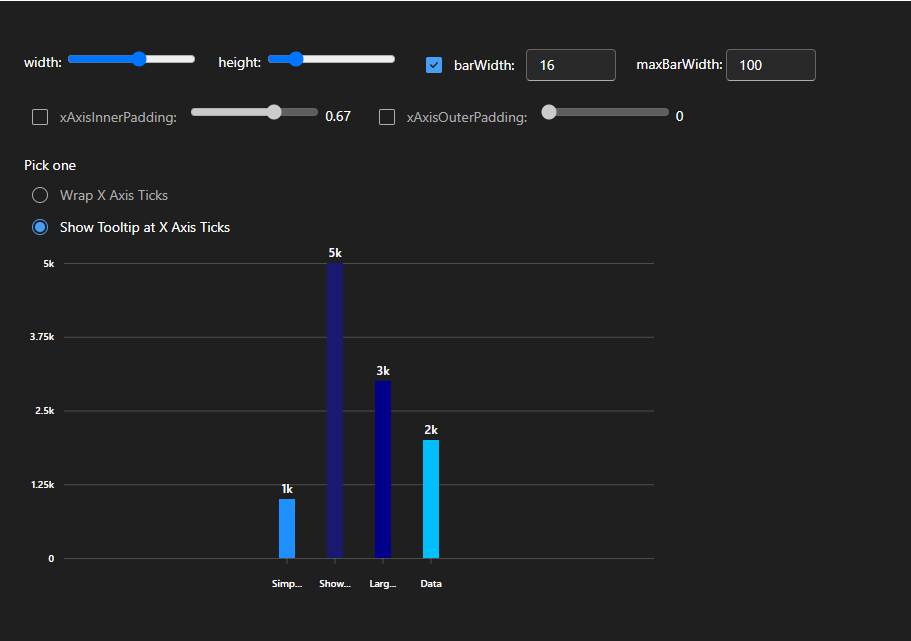 width: height: barWidth: 16 maxBarWidth: 100
xAxisInnerPadding: 0.67 xAxisOuterPadding: 0
Pick one
Wrap X Axis Ticks
Show Tooltip at X Axis Ticks
5k
5k
3.75k
3k
2.5k
2k
1.25k
1k
0
Simp... Show... Larg... Data